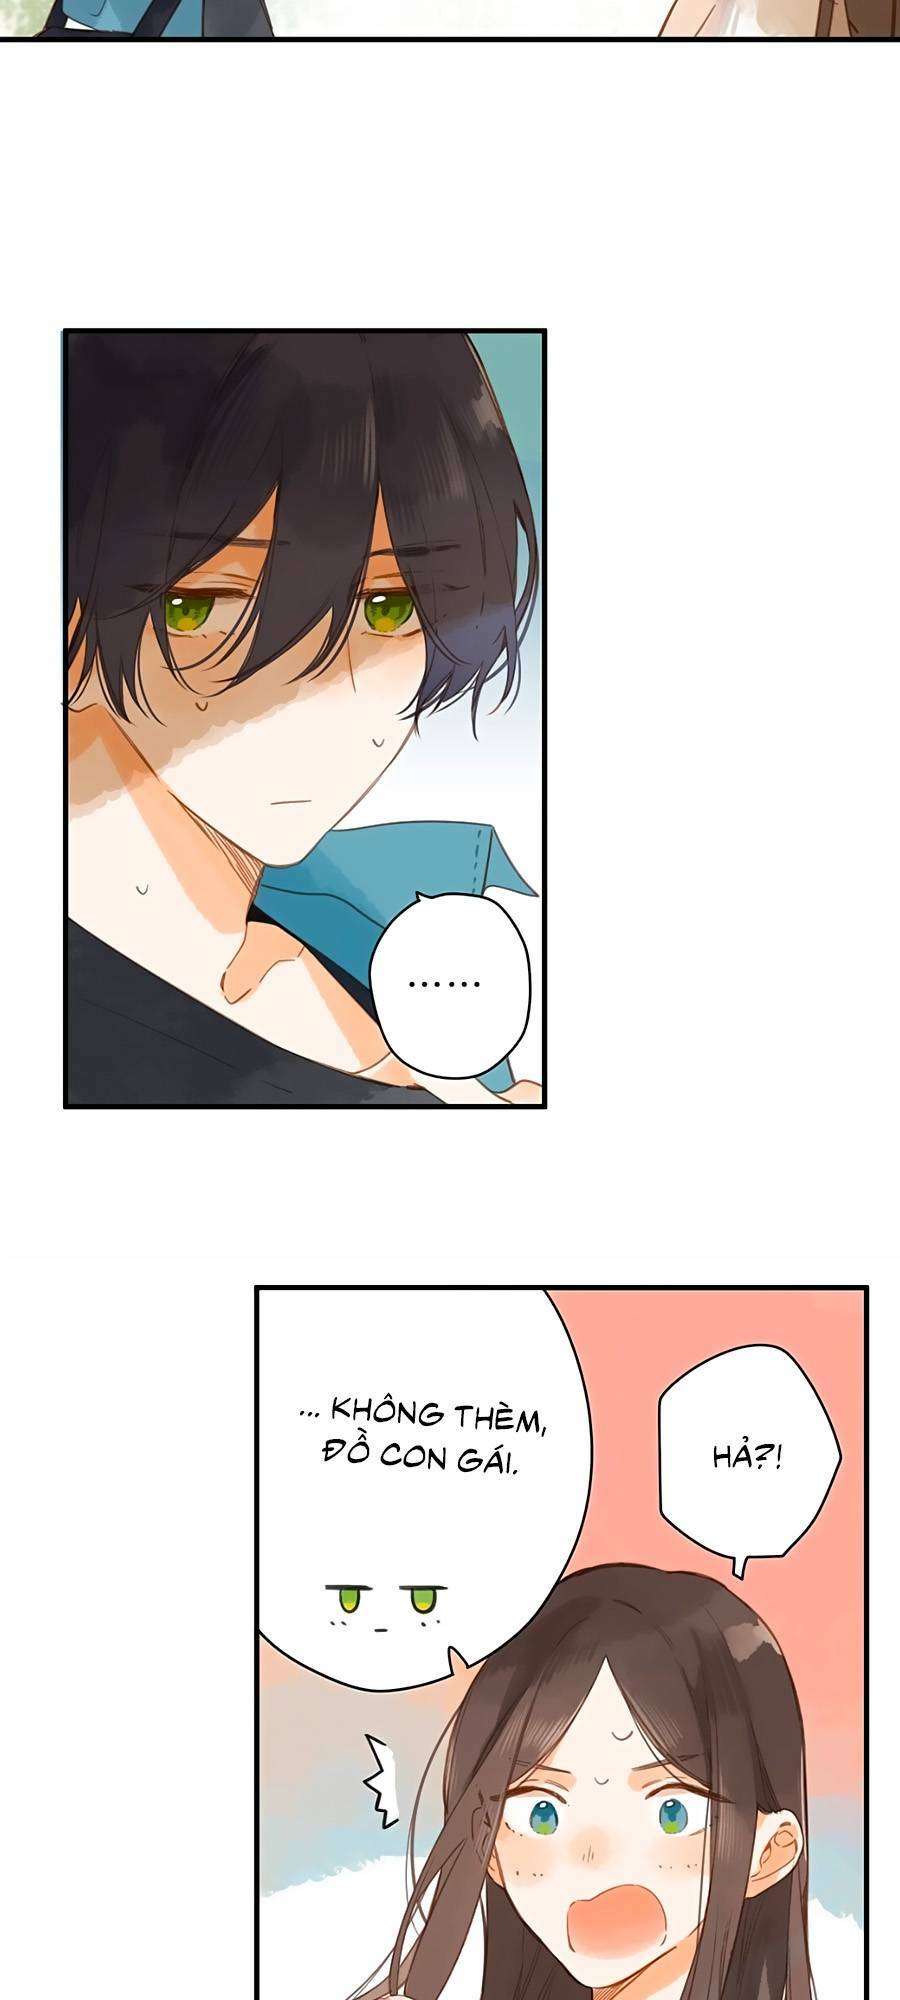 ......
... KHÔNG THÈM,
ĐỒ CON GÁI.
HẢ?!